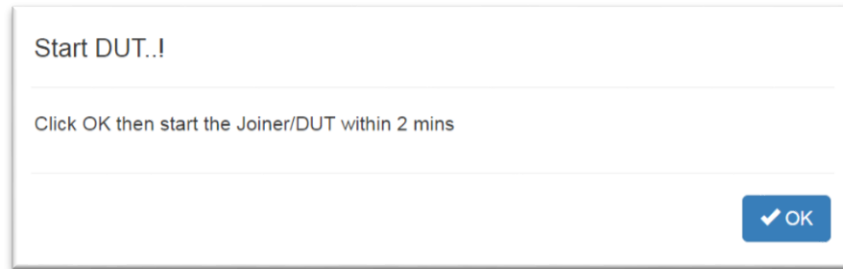 Start DUT..!
Click OK then start the Joiner/DUT within 2 mins
OK